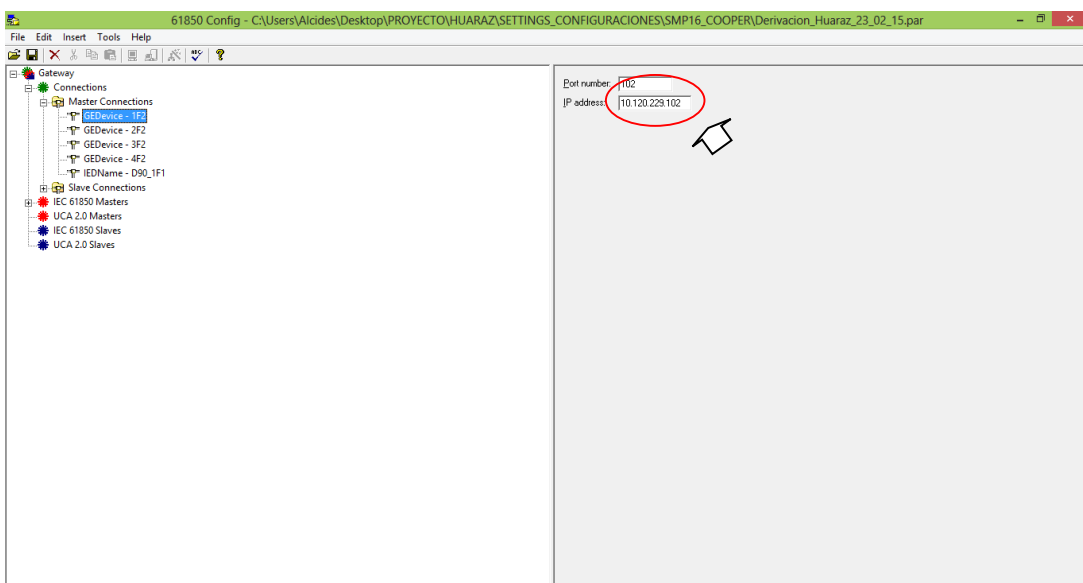 61850 Config - C:\Users\Alcides\Desktop\PROYECTO\HUARAZ\SETTINGS_CONFIGURACIONES\SMP16_COOPER\Derivacion_Huaraz_23_02_15.par
File Edit Insert Tools Help
ABC
Gateway
Connections
Master Connections
GEDevice - 1F2
GEDevice - 2F2
GEDevice - 3F2
GEDevice - 4F2
IEDName - D90_1F1
Slave Connections
IEC 61850 Masters
UCA 2.0 Masters
IEC 61850 Slaves
UCA 2.0 Slaves
Port number: 102
IP address: 10.120.229.102